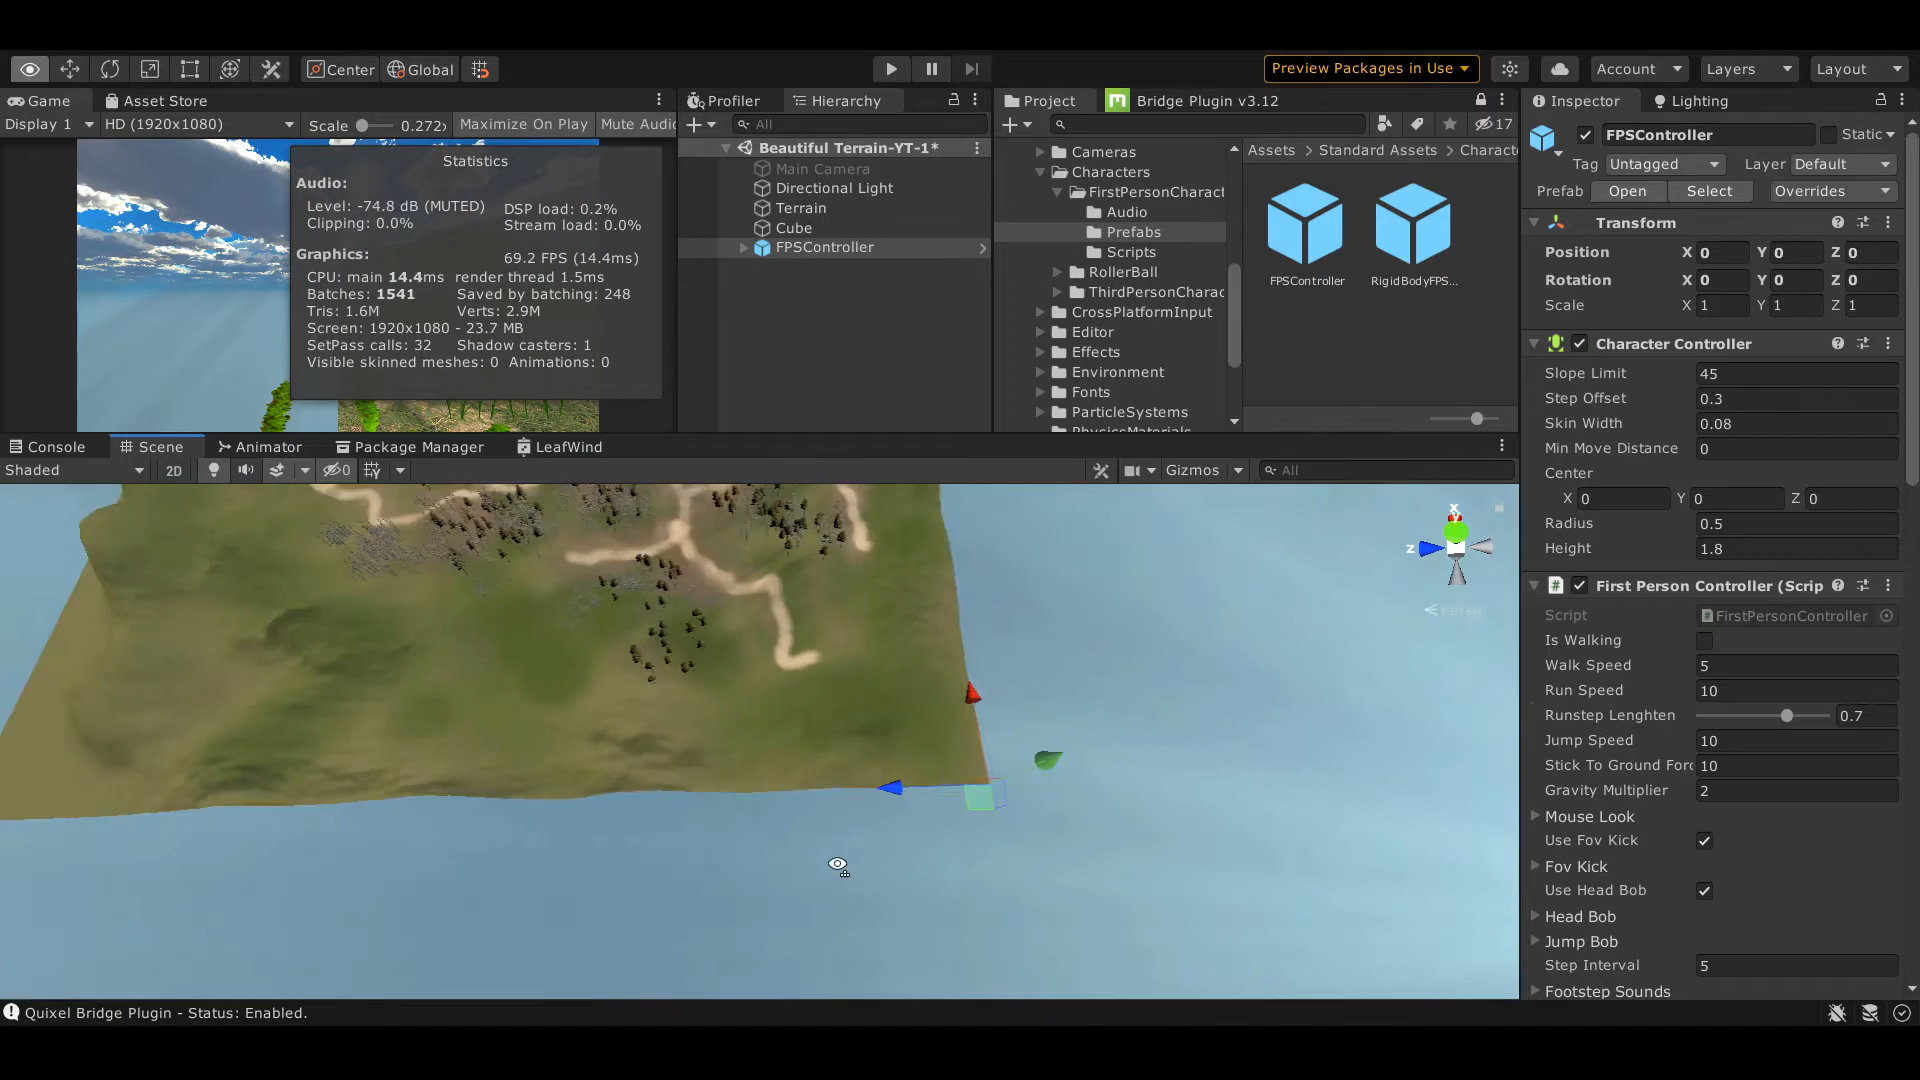 Center
Global
Preview Packages in Use
Account
Layers
Layout
Game
Asset Store
Display 1
HD (1920x1080)
Scale
0.272
Maximize On Play
Mute Audi
Statistics
Audio:
Level: -74.8 dB (MUTED)
DSP load: 0.2%
Clipping: 0.0%
Stream load: 0.0%
Graphics:
69.2 FPS (14.4ms)
CPU: main 14.4ms render thread 1.5ms
Batches: 1541
Saved by batching: 248
Tris: 1.6M
Verts: 2.9M
Screen: 1920x1080 - 23.7 MB
SetPass calls: 32
Shadow casters: 1
Visible skinned meshes: 0 Animations: 0
Profiler
Hierarchy
All
Beautiful Terrain-YT-1*
Main Camera
Directional Light
Terrain
Cube
FPSController
Project
Bridge Plugin v3.12
17
Cameras
Characters
FirstPersonCharact
Audio
Prefabs
Scripts
RollerBall
ThirdPersonCharac
CrossPlatformInput
Editor
Effects
Environment
Fonts
ParticleSystems
PhysicsMaterials
Assets > Standard Assets > Charact
FPSController
RigidBodyFPS...
Inspector
Lighting
FPSController
Static
Tag
Untagged
Layer
Default
Prefab
Open
Select
Overrides
Transform
Position X 0 Y 0 Z 0
Rotation X 0 Y 0 Z 0
Scale X 1 Y 1 Z 1
Character Controller
Slope Limit 45
Step Offset 0.3
Skin Width 0.08
Min Move Distance 0
Center
X 0 Y 0 Z 0
Radius 0.5
Height 1.8
First Person Controller (Scrip
Script FirstPersonController
Is Walking
Walk Speed 5
Run Speed 10
Runstep Lenghten 0.7
Jump Speed 10
Stick To Ground Forc 10
Gravity Multiplier 2
Mouse Look
Use Fov Kick
Fov Kick
Use Head Bob
Head Bob
Jump Bob
Step Interval 5
Footstep Sounds
Console
Scene
Animator
Package Manager
LeafWind
Shaded
2D
0
Gizmos
All
x
z
Persp
Quixel Bridge Plugin - Status: Enabled.